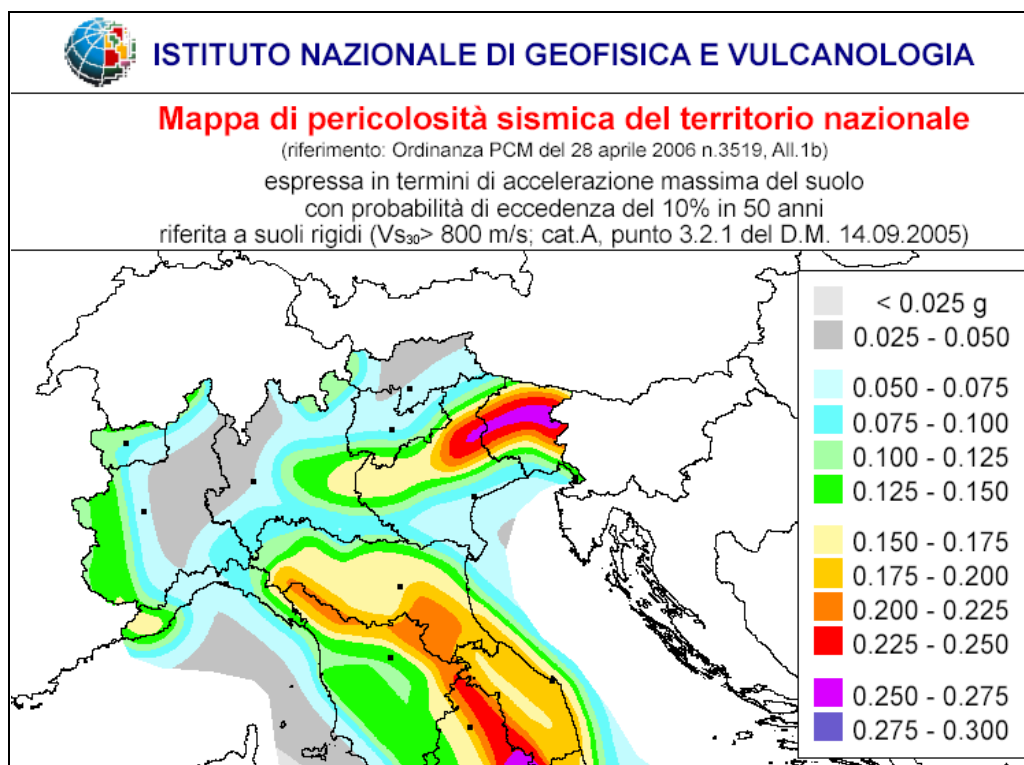 ISTITUTO NAZIONALE DI GEOFISICA E VULCANOLOGIA
Mappa di pericolosità sismica del territorio nazionale
(riferimento: Ordinanza PCM del 28 aprile 2006 n.3519, All.1b)
espressa in termini di accelerazione massima del suolo
con probabilità di eccedenza del 10% in 50 anni
riferita a suoli rigidi (Vs30> 800 m/s; cat.A, punto 3.2.1 del D.M. 14.09.2005)
< 0.025 g
0.025 - 0.050
0.050 - 0.075
0.075 - 0.100
0.100 - 0.125
0.125 - 0.150
0.150 - 0.175
0.175 - 0.200
0.200 - 0.225
0.225 - 0.250
0.250 - 0.275
0.275 - 0.300